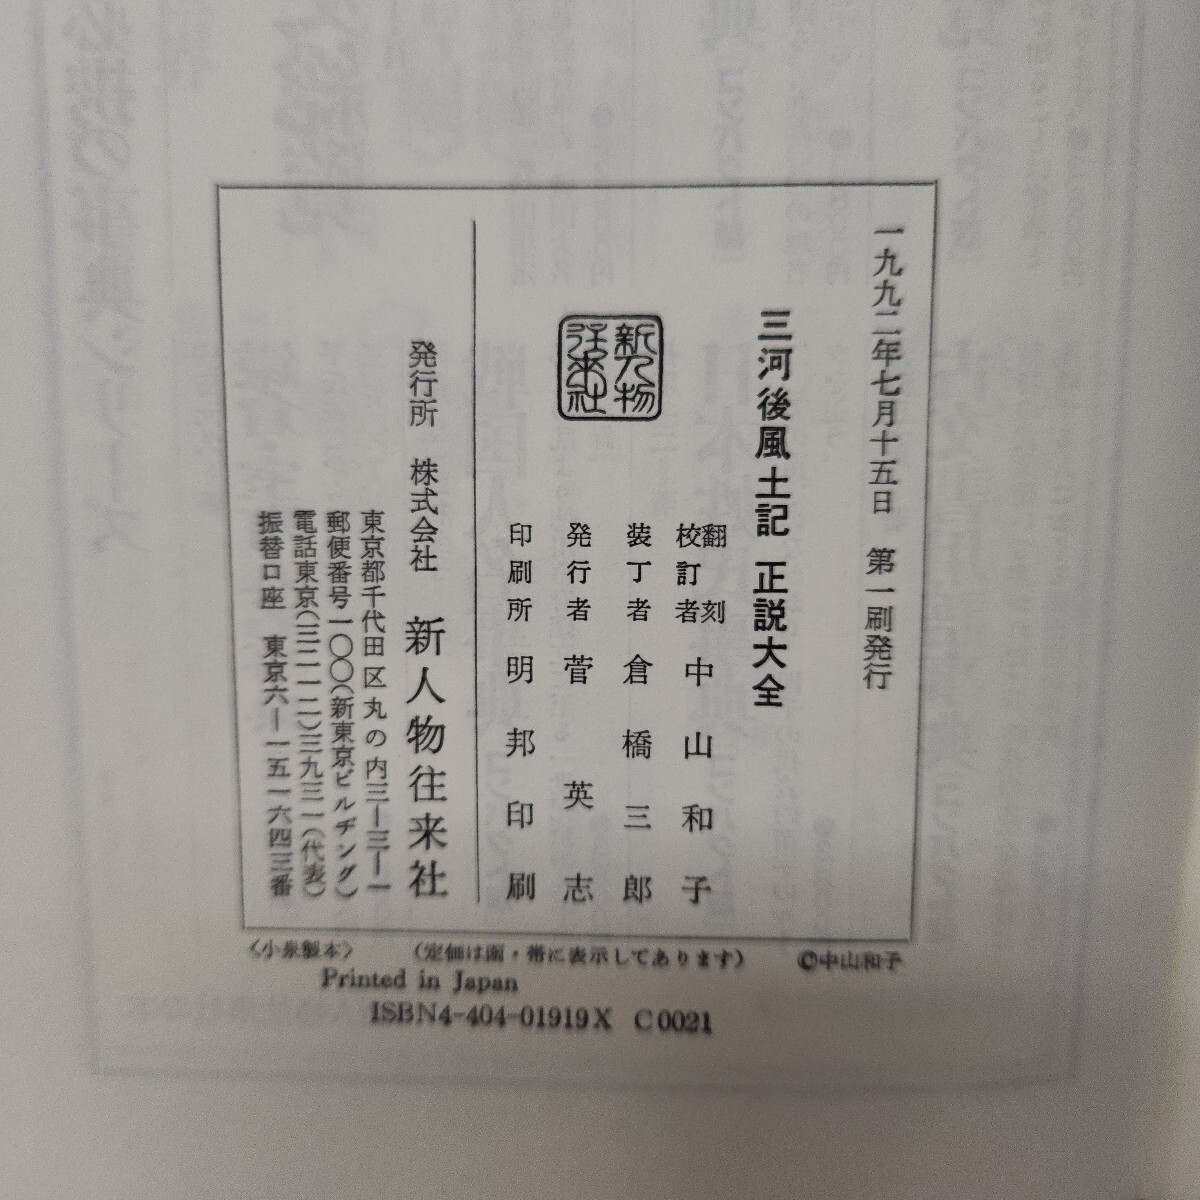 一九九二年七月十五日　第一刷発行
三河後風土記　正説大全
翻刻校訂者　中山和子
装丁者　倉橋三郎
発行者　菅英志
印刷所　明邦印刷
新人物往来社
発行所　株式会社　新人物往来社
東京都千代田区丸の内三―三―一
郵便番号一〇〇（新東京ビルヂング）
電話東京（三二一二）三九三一（代表）
振替口座　東京六―一五一六四三番
〈小泉製本〉　（定価は函・帯に表示してあります）　©中山和子
Printed in Japan
ISBN4-404-01919X　C0021